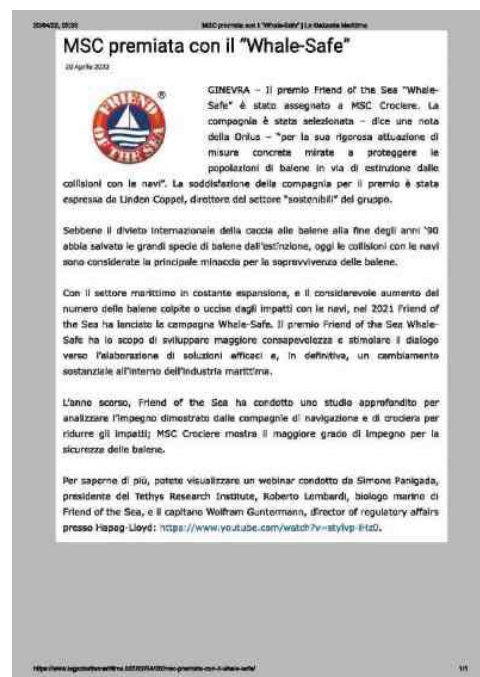 MSC premiata con il "Whale-Safe" | La Gazzetta Marittima
MSC premiata con il "Whale-Safe"
20 Aprile 2022
FRIEND
OF THE SEA
®
GINEVRA – Il premio Friend of the Sea "Whale-
Safe" è stato assegnato a MSC Crociere. La
compagnia è stata selezionata – dice una nota
della Onlus – "per la sua rigorosa attuazione di
misure concrete mirate a proteggere le
popolazioni di balene in via di estinzione dalle
collisioni con le navi". La soddisfazione della compagnia per il premio è stata
espressa da Linden Coppel, direttore del settore "sostenibili" del gruppo.
Sebbene il divieto internazionale della caccia alle balene alla fine degli anni '90
abbia salvato le grandi specie di balene dall'estinzione, oggi le collisioni con le navi
sono considerate la principale minaccia per la sopravvivenza delle balene.
Con il settore marittimo in costante espansione, e il considerevole aumento del
numero delle balene colpite o uccise dagli impatti con le navi, nel 2021 Friend of
the Sea ha lanciato la campagna Whale-Safe. Il premio Friend of the Sea Whale-
Safe ha lo scopo di sviluppare maggiore consapevolezza e stimolare il dialogo
verso l'elaborazione di soluzioni efficaci e, in definitiva, un cambiamento
sostanziale all'interno dell'industria marittima.
L'anno scorso, Friend of the Sea ha condotto uno studio approfondito per
analizzare l'impegno dimostrato dalle compagnie di navigazione e di crociera per
ridurre gli impatti; MSC Crociere mostra il maggiore grado di impegno per la
sicurezza delle balene.
Per saperne di più, potete visualizzare un webinar condotto da Simone Panigada,
presidente del Tethys Research Institute, Roberto Lombardi, biologo marino di
Friend of the Sea, e il capitano Wolfram Guntermann, director of regulatory affairs
presso Hapag-Lloyd:
1/1